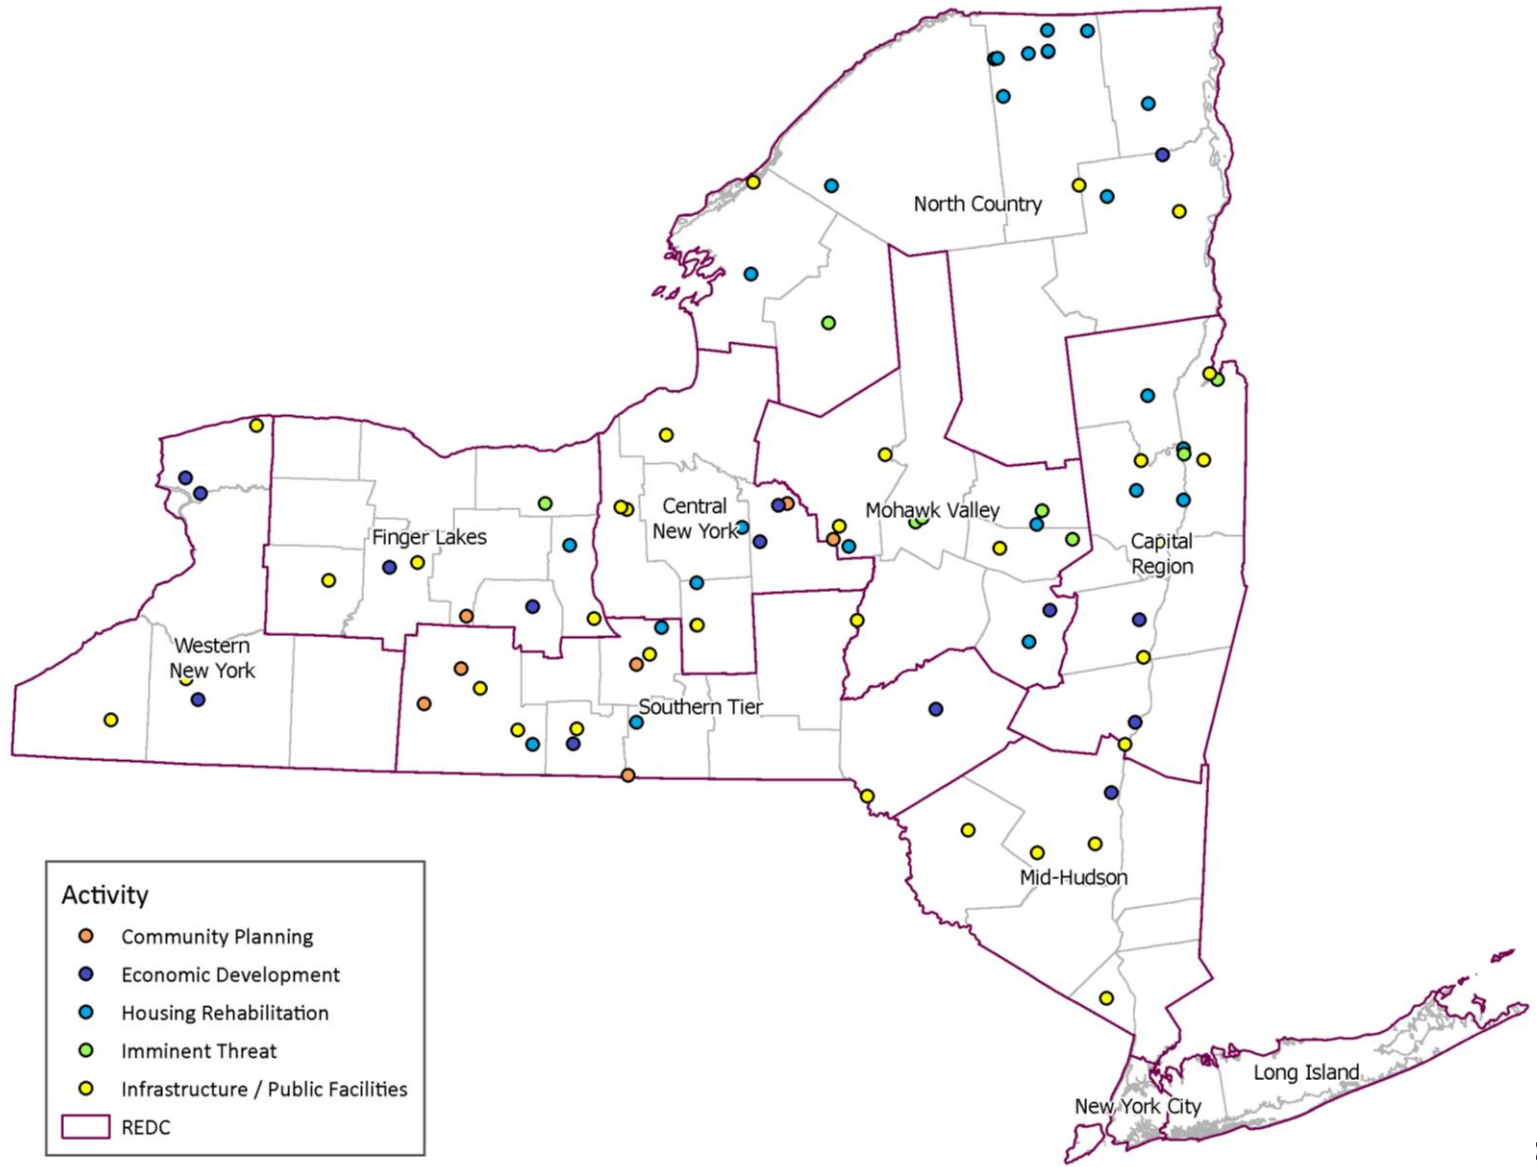 North Country
Central
New York
Mohawk Valley
Finger Lakes
Capital
Region
Western
New York
Southern Tier
Mid-Hudson
Long Island
New York City
Activity
Community Planning
Economic Development
Housing Rehabilitation
Imminent Threat
Infrastructure / Public Facilities
REDC